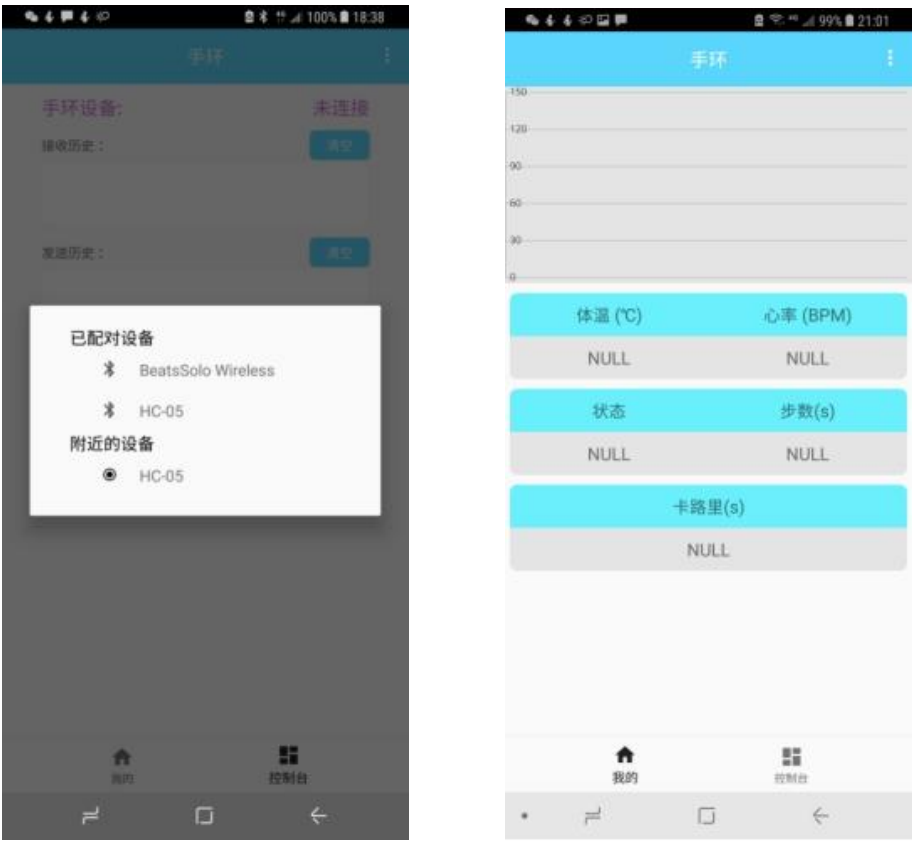 100% 18:38
手环
手环设备:
未连接
接收历史：
清空
发送历史：
清空
已配对设备
BeatsSolo Wireless
HC-05
附近的设备
HC-05
我的
控制台
99% 21:01
手环
150
120
90
60
30
0
体温 (℃)
心率 (BPM)
NULL
NULL
状态
步数(s)
NULL
NULL
卡路里(s)
NULL
我的
控制台